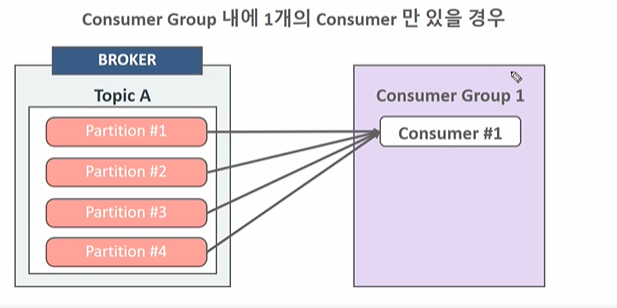 Consumer Group 내에 1개의 Consumer 만 있을 경우
BROKER
Topic A
Partition #1
Partition #2
Partition #3
Partition #4
Consumer Group 1
Consumer #1